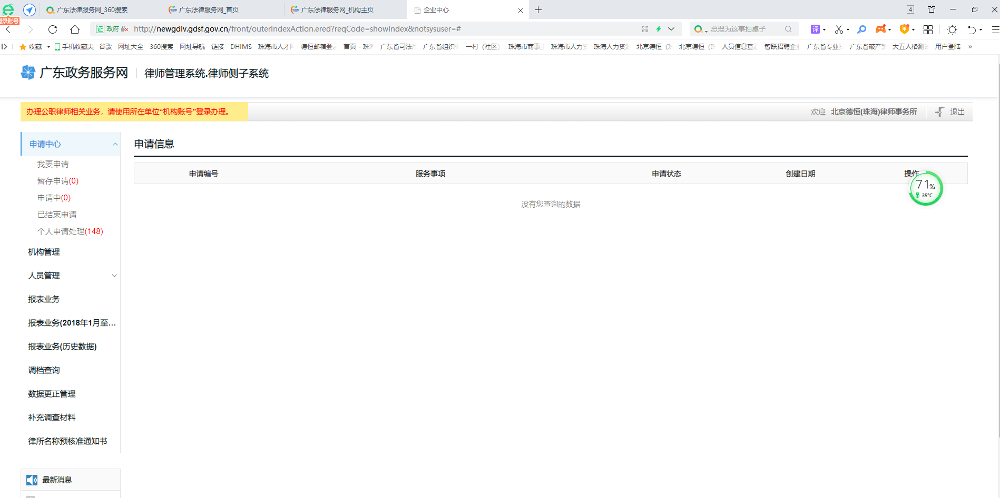 广东法律服务网_360搜索
广东法律服务网_首页
广东法律服务网_机构主页
企业中心
4
登录账号
证 政府
http://newgdlv.gdsf.gov.cn/front/outerIndexAction.ered?reqCode=showIndex&notsysuser=#
总理为这事拍桌子
译
收藏 手机收藏夹 谷歌 网址大全 360搜索 网址导航 链接 DHIMS 珠海市人才 德恒邮箱登 首页 - 珠 广东省司法 广东省组织 一村（社区） 珠海市商事 珠海市人力 珠海人力资 北京德恒（ 北京德恒（ 人员信息查 智联招聘企业 广东省专业 广东省破产 大五人格测 用户登陆 »
广东政务服务网
律师管理系统.律师侧子系统
办理公职律师相关业务，请使用所在单位“机构账号”登录办理。
欢迎 北京德恒(珠海)律师事务所 退出
申请中心
我要申请
暂存申请(0)
申请中(0)
已结束申请
个人申请处理(148)
机构管理
人员管理
报表业务
报表业务(2018年1月至...
报表业务(历史数据)
调档查询
数据更正管理
补充调查材料
律所名称预核准通知书
最新消息
申请信息
申请编号 服务事项 申请状态 创建日期 操作
没有您查询的数据
71%
35°C